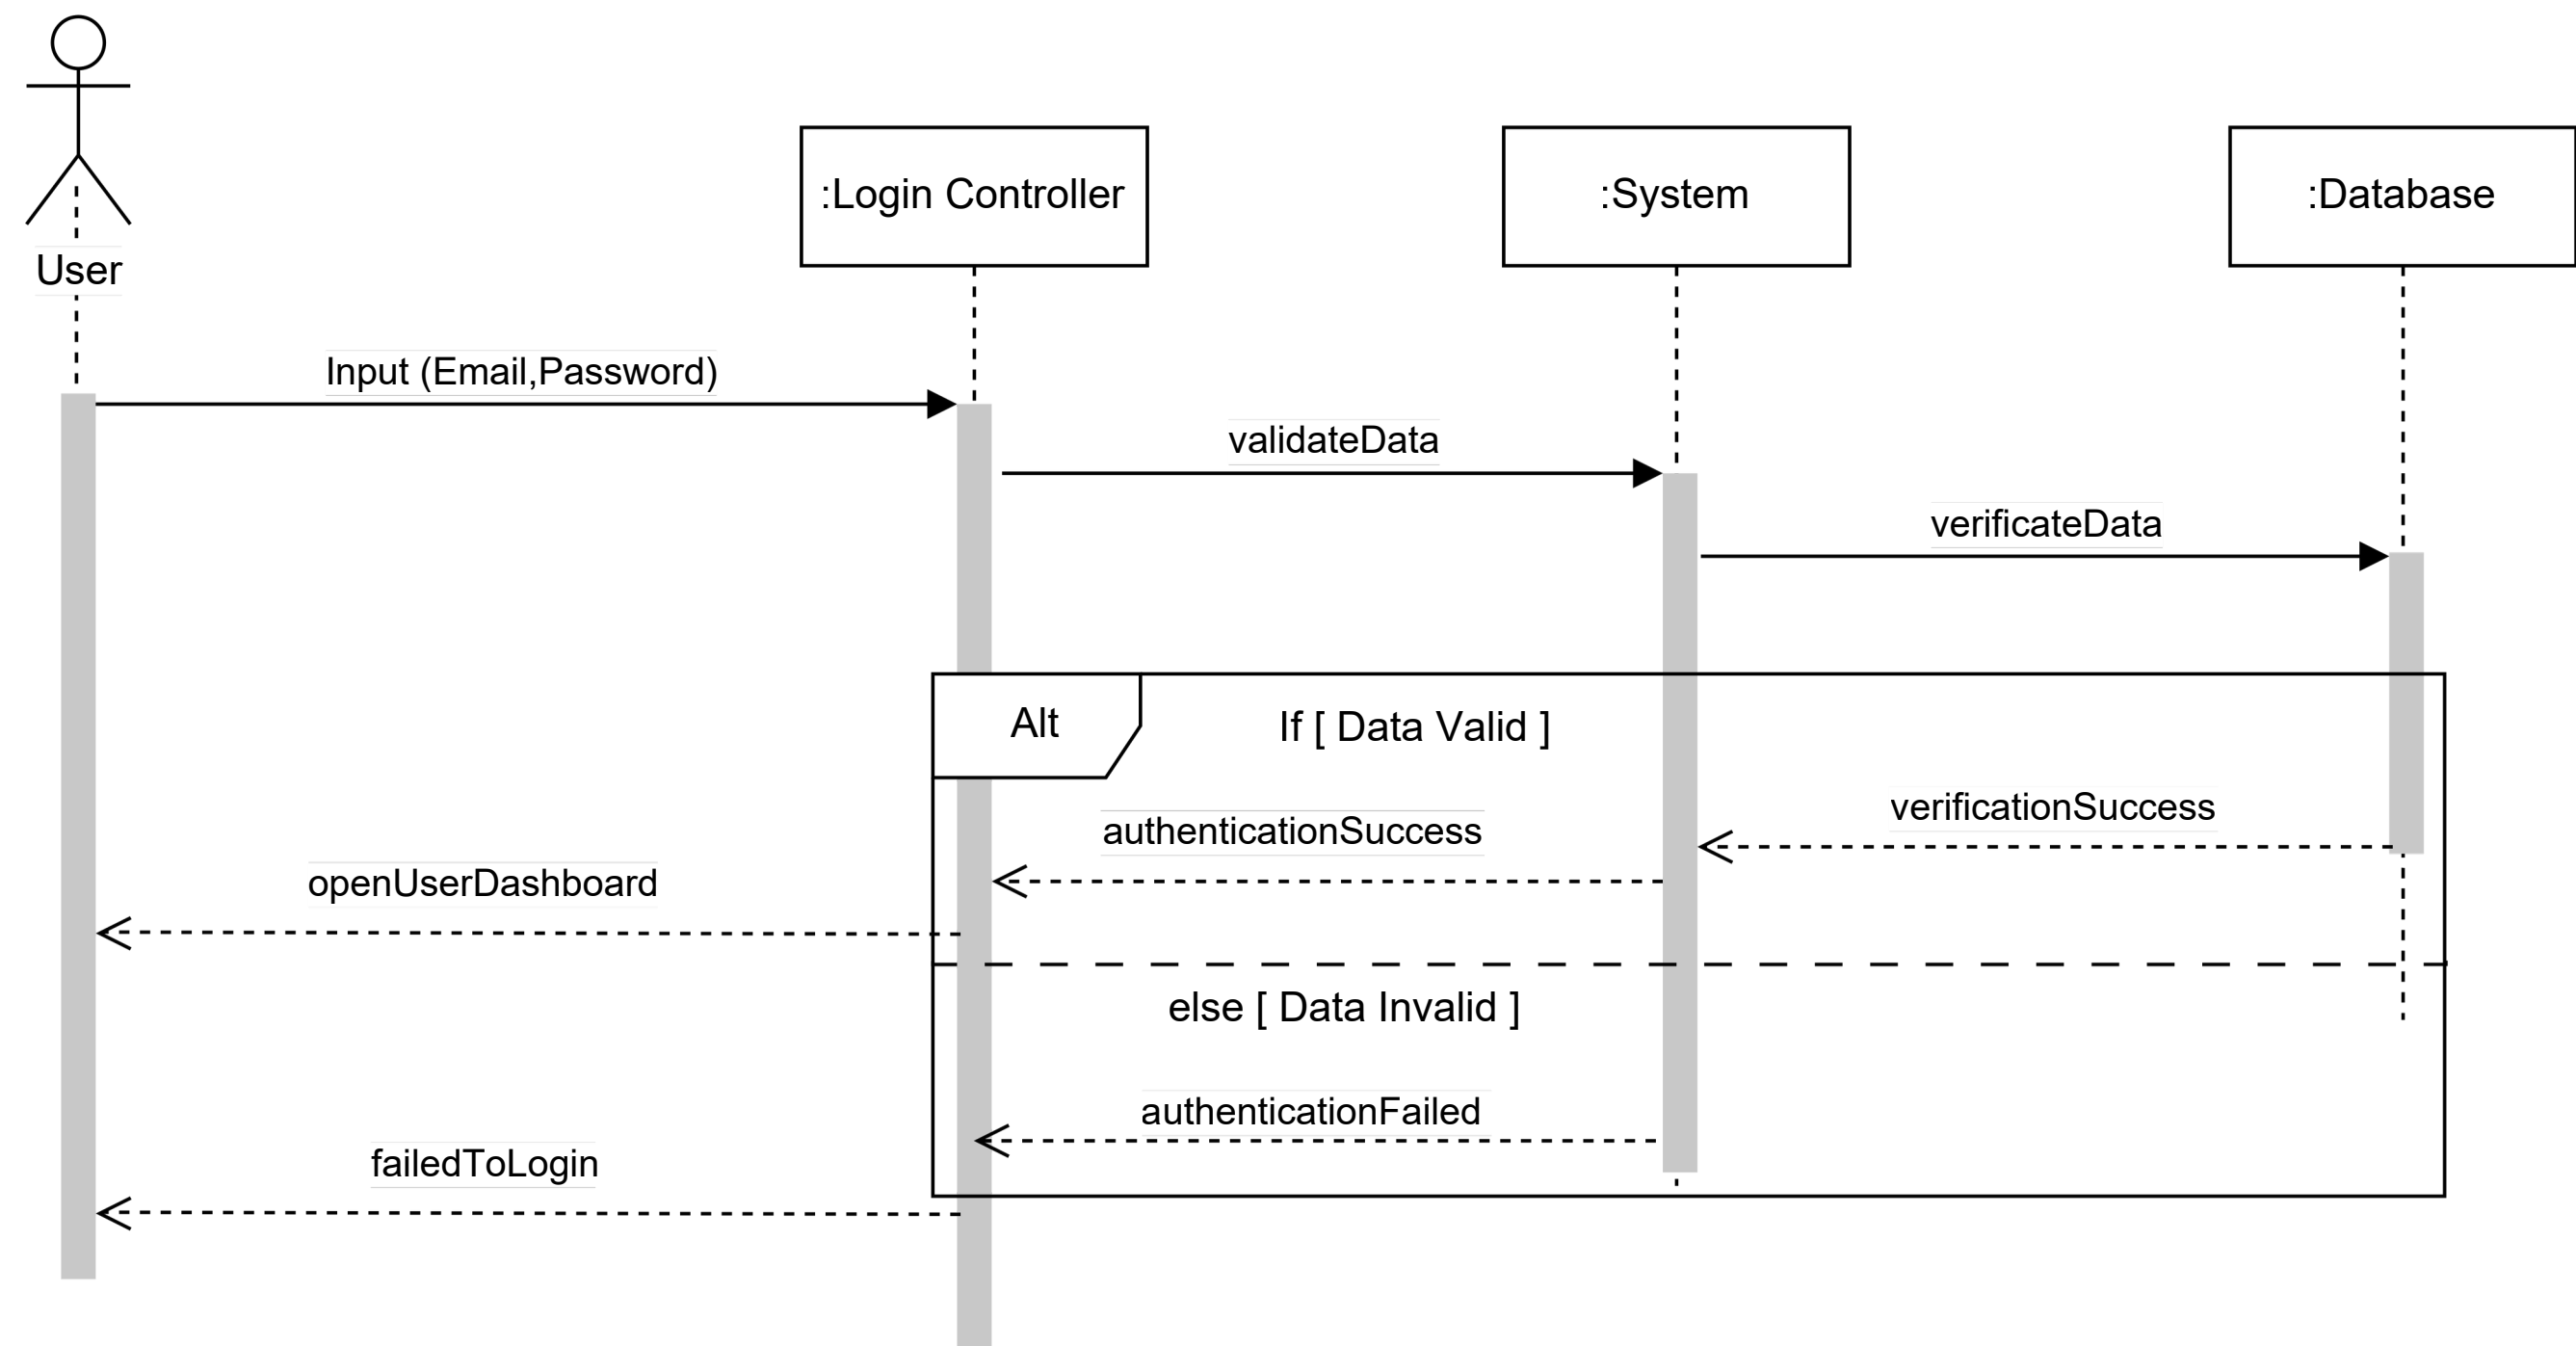 User
:Login Controller
:System
:Database
Input (Email,Password)
validateData
verificateData
Alt
If [ Data Valid ]
verificationSuccess
authenticationSuccess
openUserDashboard
else [ Data Invalid ]
authenticationFailed
failedToLogin